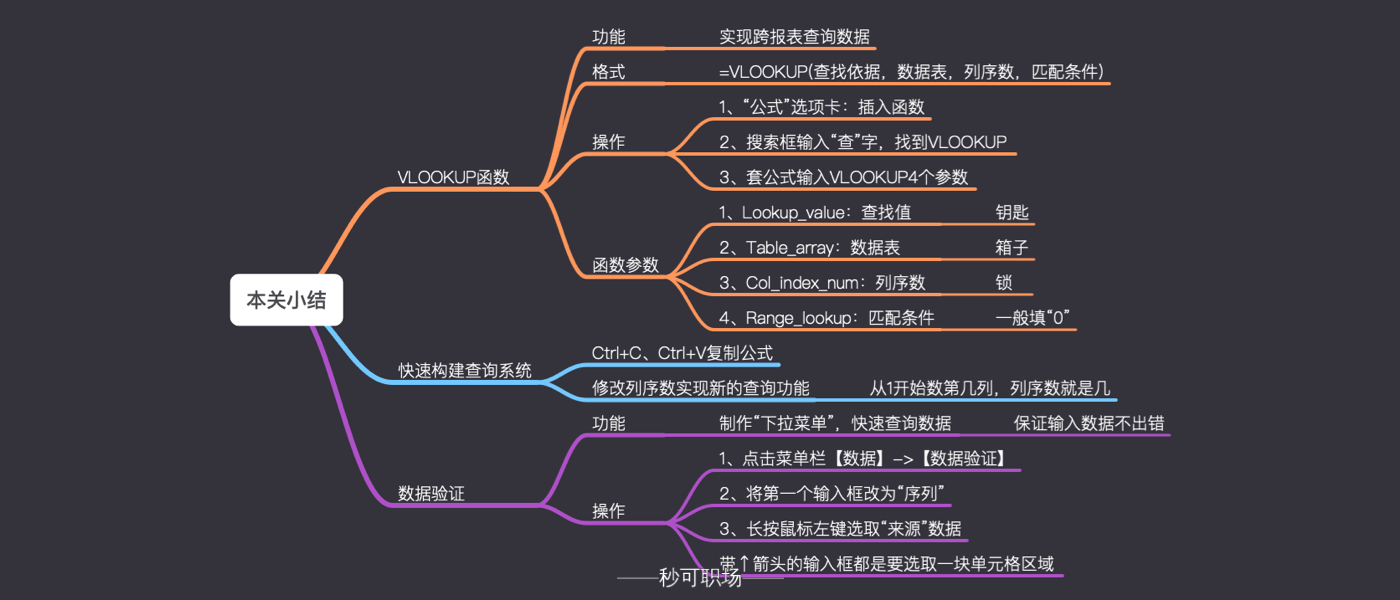 本关小结
VLOOKUP函数
功能
实现跨报表查询数据
格式
=VLOOKUP(查找依据，数据表，列序数，匹配条件)
操作
1、“公式”选项卡：插入函数
2、搜索框输入“查”字，找到VLOOKUP
3、套公式输入VLOOKUP4个参数
函数参数
1、Lookup_value：查找值
钥匙
2、Table_array：数据表
箱子
3、Col_index_num：列序数
锁
4、Range_lookup：匹配条件
一般填“0”
快速构建查询系统
Ctrl+C、Ctrl+V复制公式
修改列序数实现新的查询功能
从1开始数第几列，列序数就是几
数据验证
功能
制作“下拉菜单”，快速查询数据
保证输入数据不出错
操作
1、点击菜单栏【数据】->【数据验证】
2、将第一个输入框改为“序列”
3、长按鼠标左键选取“来源”数据
带↑箭头的输入框都是要选取一块单元格区域
秒可职场